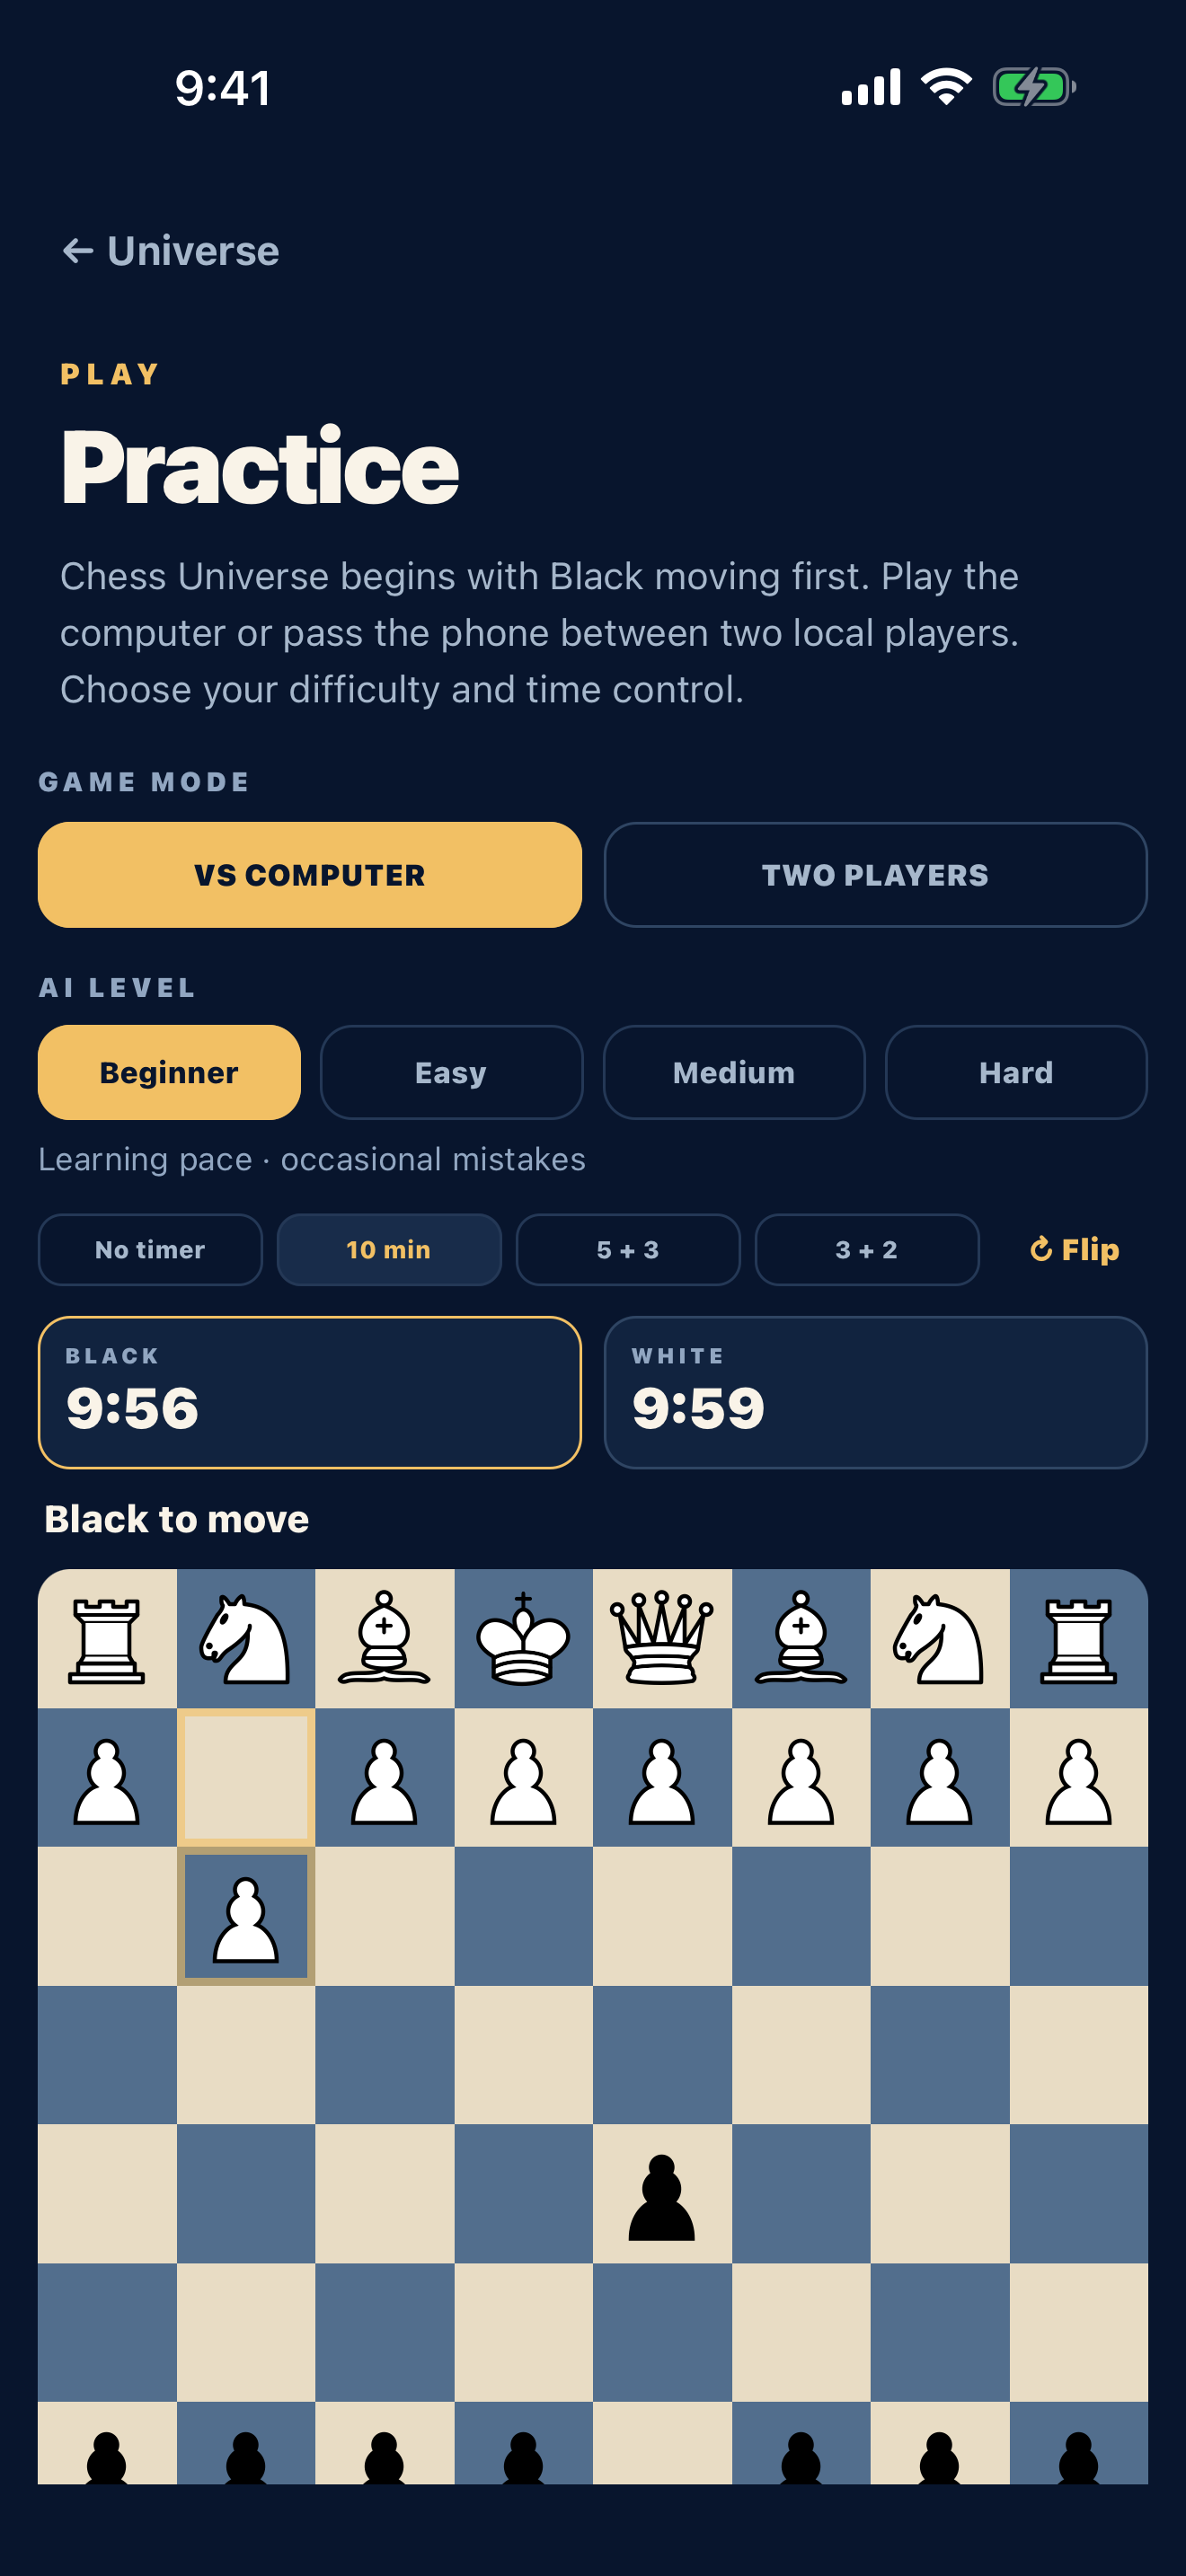 9:41
← Universe
PLAY
Practice
Chess Universe begins with Black moving first. Play the
computer or pass the phone between two local players.
Choose your difficulty and time control.
GAME MODE
VS COMPUTER
TWO PLAYERS
AI LEVEL
Beginner
Easy
Medium
Hard
Learning pace · occasional mistakes
No timer
10 min
5 + 3
3 + 2
↻ Flip
BLACK
9:56
WHITE
9:59
Black to move